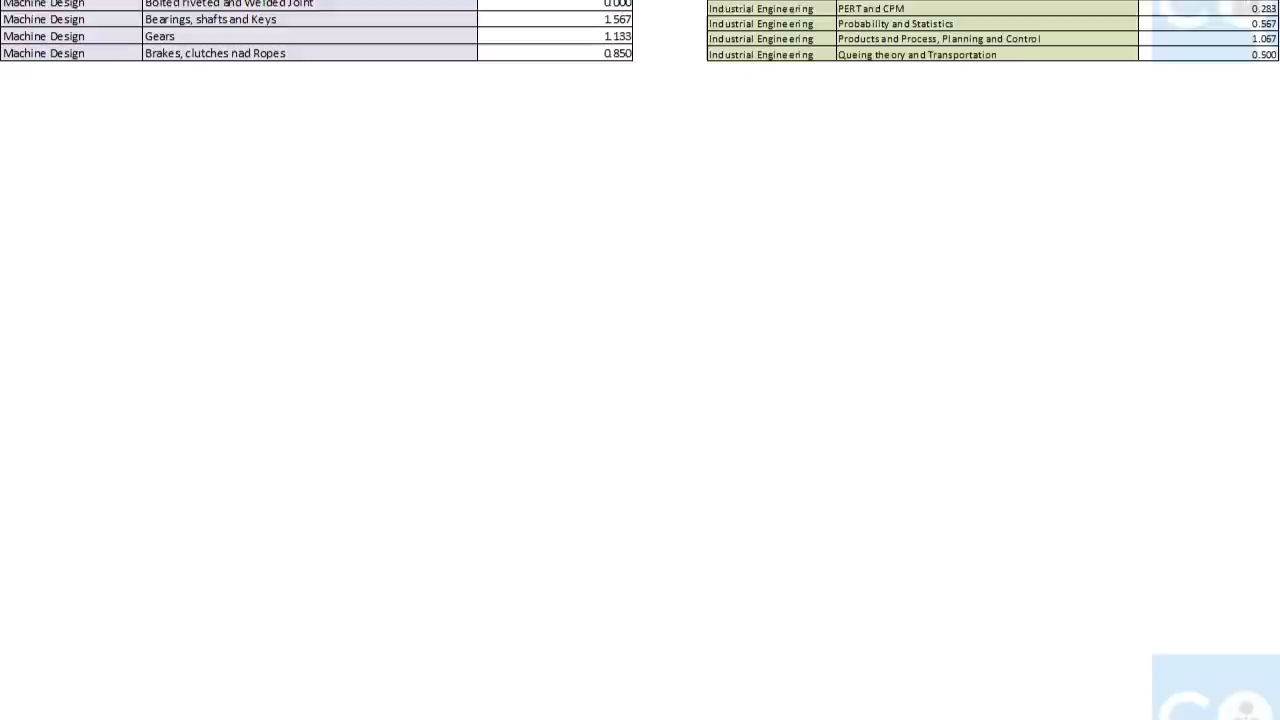 Machine Design Bolted riveted and Welded Joint 0.000
Machine Design Bearings, shafts and Keys 1.567
Machine Design Gears 1.133
Machine Design Brakes, clutches nad Ropes 0.850
Industrial Engineering PERT and CPM 0.283
Industrial Engineering Probability and Statistics 0.567
Industrial Engineering Products and Process, Planning and Control 1.067
Industrial Engineering Queing theory and Transportation 0.500